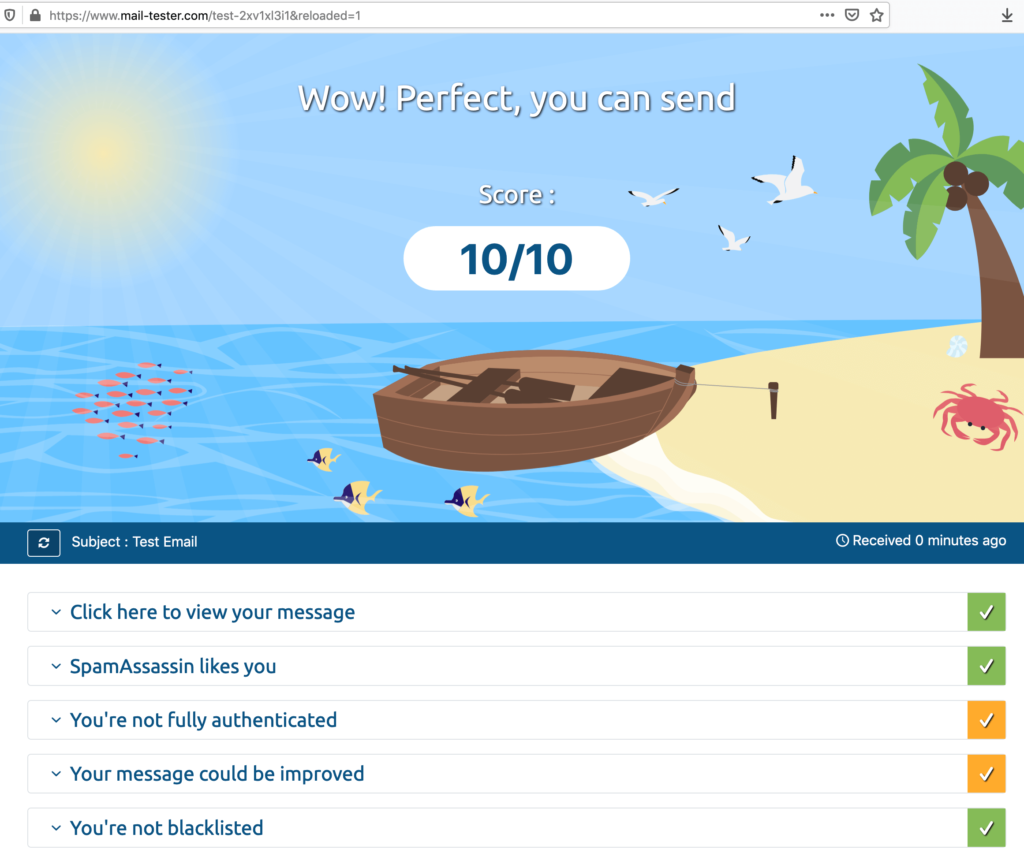 https://www.mail-tester.com/test-2xv1xl3i1&reloaded=1
Wow! Perfect, you can send
Score :
10/10
Subject : Test Email
Received 0 minutes ago
Click here to view your message
SpamAssassin likes you
You're not fully authenticated
Your message could be improved
You're not blacklisted